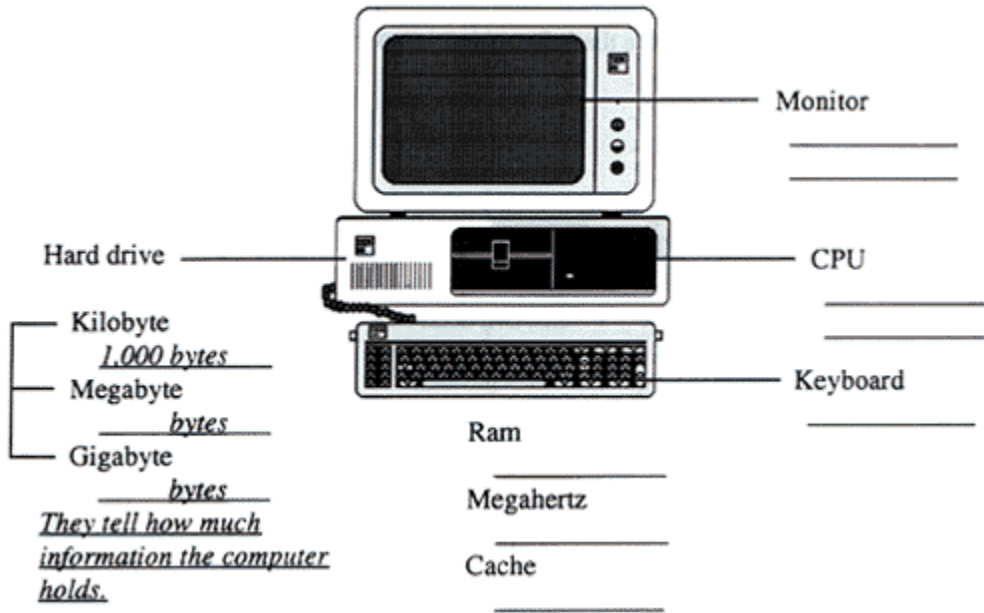 Monitor
Hard drive
CPU
Kilobyte
1,000 bytes
Megabyte
bytes
Gigabyte
bytes
They tell how much
information the computer
holds.
Keyboard
Ram
Megahertz
Cache